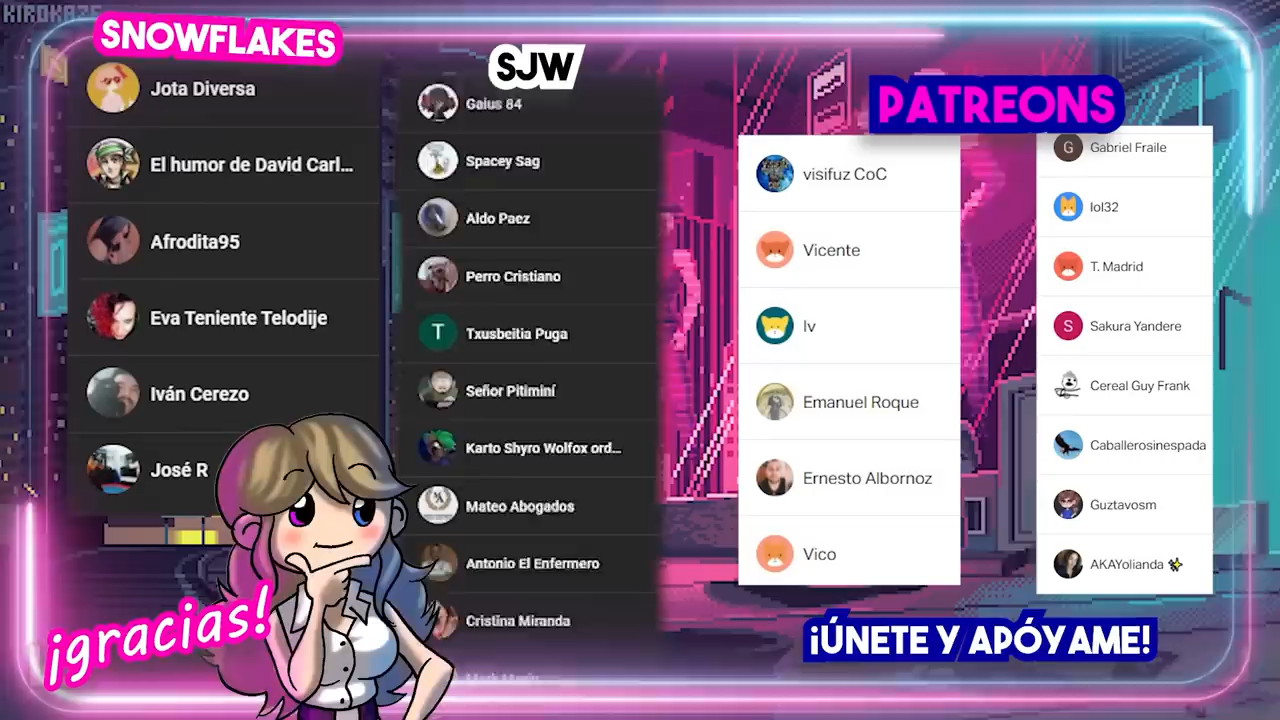 KIROKAZE
SNOWFLAKES
Jota Diversa
El humor de David Carl...
Afrodita95
Eva Teniente Telodije
Iván Cerezo
José R
¡gracias!
SJW
Gaius 84
Spacey Sag
Aldo Paez
Perro Cristiano
T
Txusbeitia Puga
Señor Pitiminí
Karto Shyro Wolfox ord...
Mateo Abogados
Antonio El Enfermero
Cristina Miranda
PATREONS
visifuz CoC
Vicente
lv
Emanuel Roque
Ernesto Albornoz
Vico
G
Gabriel Fraile
lol32
T. Madrid
S
Sakura Yandere
Cereal Guy Frank
Caballerosinespada
Guztavosm
AKAYolianda
¡ÚNETE Y APÓYAME!